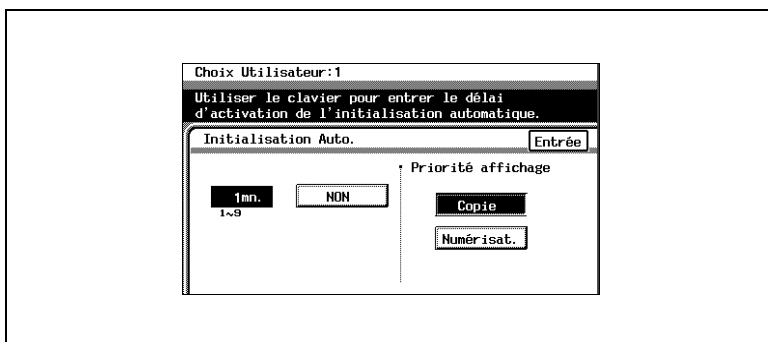 Choix Utilisateur:1
Utiliser le clavier pour entrer le délai
d'activation de l'initialisation automatique.
Initialisation Auto.
Entrée
Priorité affichage
1mn.
NON
Copie
1~9
Numérisat.